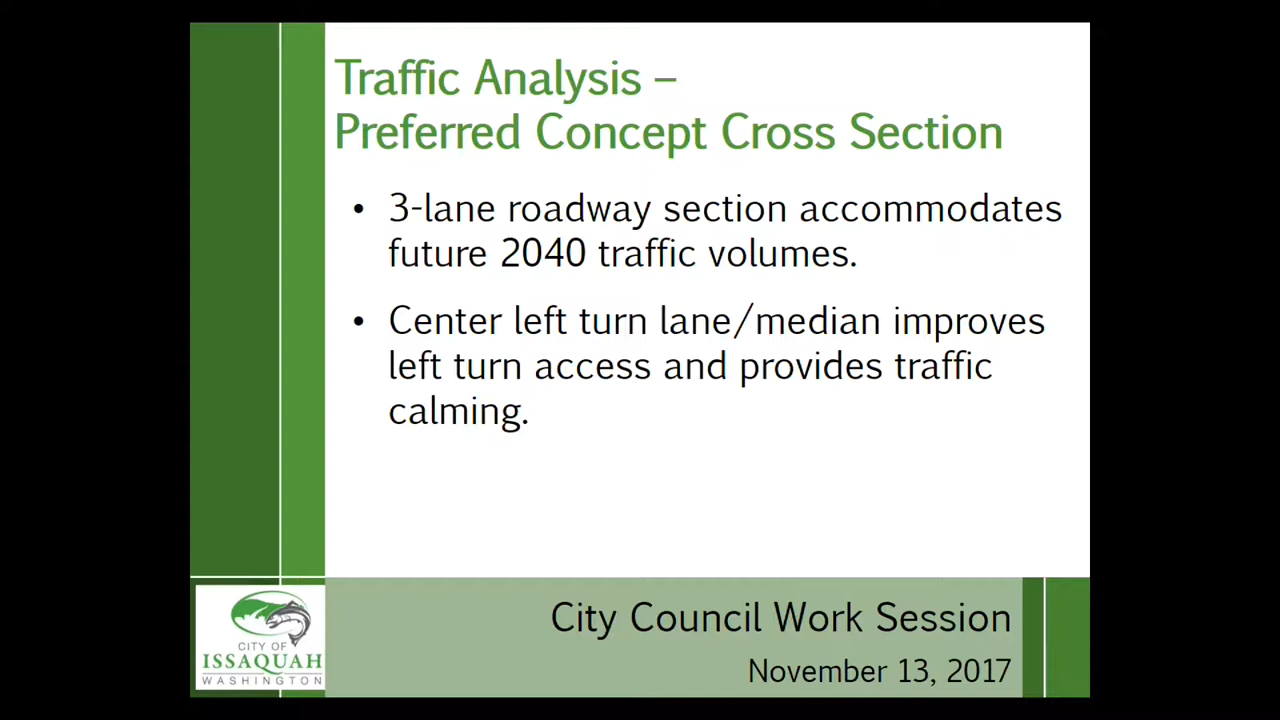 Traffic Analysis –
Preferred Concept Cross Section
• 3-lane roadway section accommodates
future 2040 traffic volumes.
• Center left turn lane/median improves
left turn access and provides traffic
calming.
City Council Work Session
November 13, 2017
CITY OF
ISSAQUAH
WASHINGTON